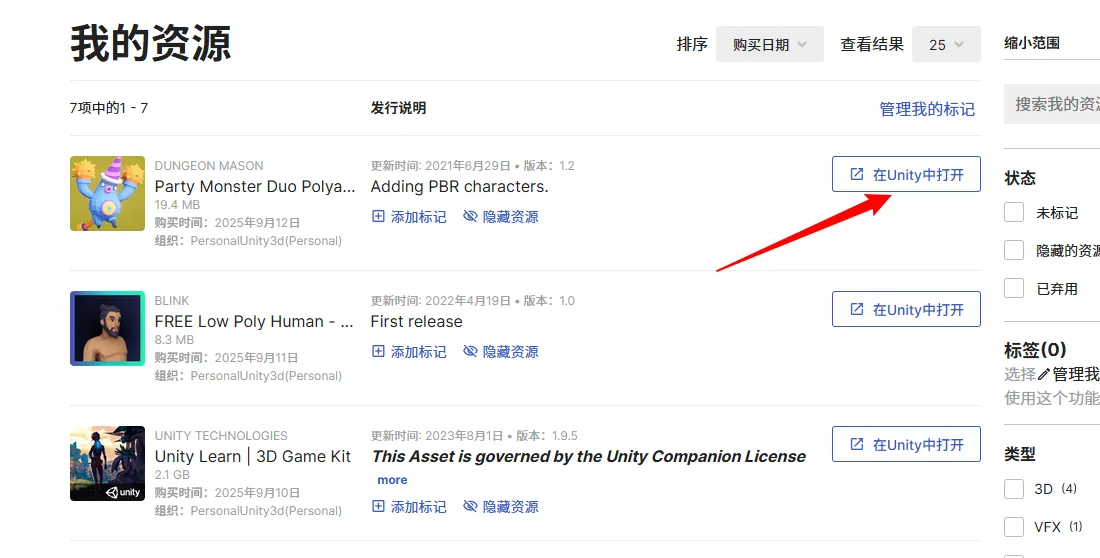 我的资源
排序 购买日期 查看结果 25
缩小范围
7项中的1 - 7 发行说明 管理我的标记
搜索我的资
DUNGEON MASON 更新时间: 2021年6月29日 • 版本：1.2
Party Monster Duo Polya... Adding PBR characters.
在Unity中打开
19.4 MB
添加标记 隐藏资源
购买时间：2025年9月12日
组织：PersonalUnity3d(Personal)
状态
未标记
隐藏的资源
已弃用
BLINK 更新时间: 2022年4月19日 • 版本：1.0
FREE Low Poly Human - ... First release
在Unity中打开
8.3 MB
添加标记 隐藏资源
购买时间：2025年9月11日
组织：PersonalUnity3d(Personal)
标签(0)
选择 管理我
使用这个功能
UNITY TECHNOLOGIES 更新时间: 2023年8月1日 • 版本：1.9.5
Unity Learn | 3D Game Kit This Asset is governed by the Unity Companion License
在Unity中打开
2.1 GB
more
unity
购买时间：2025年9月10日
添加标记 隐藏资源
组织：PersonalUnity3d(Personal)
类型
3D (4)
VFX (1)